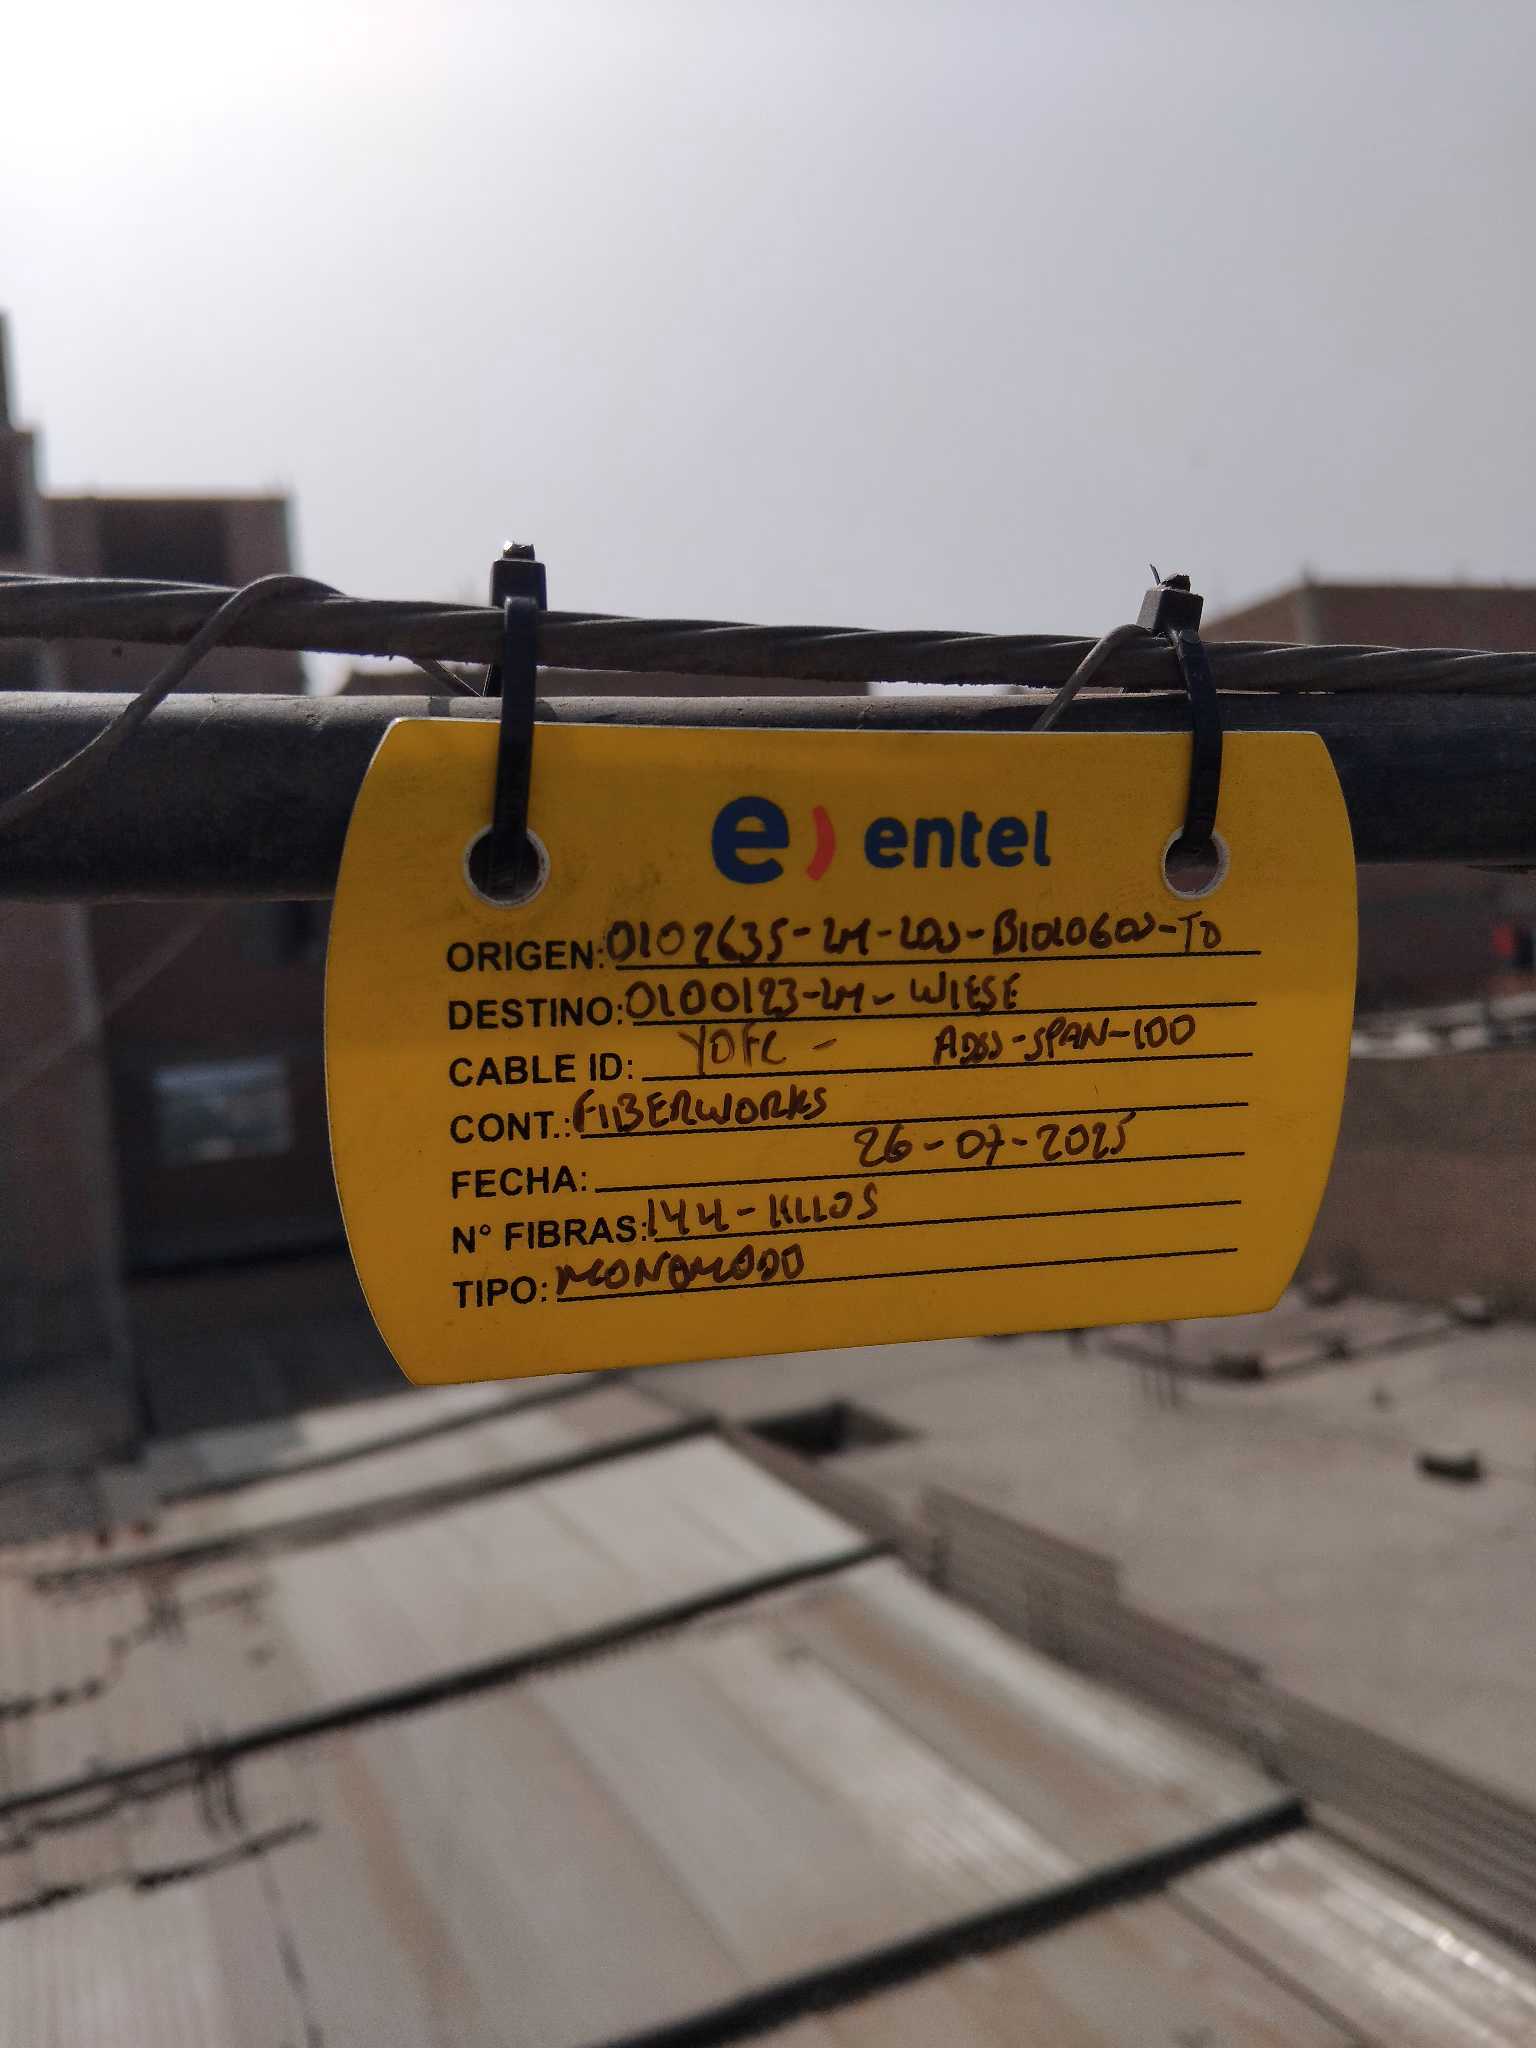 e) entel
ORIGEN: 0102635-LM-LOS-BIOLOGOS-TD
DESTINO: 0100123-LM-WIESE
CABLE ID: YOFC - ADSS-SPAN-100
CONT.: FIBERWORKS
FECHA: 26-07-2025
N° FIBRAS: 144-HILOS
TIPO: MONOMODO